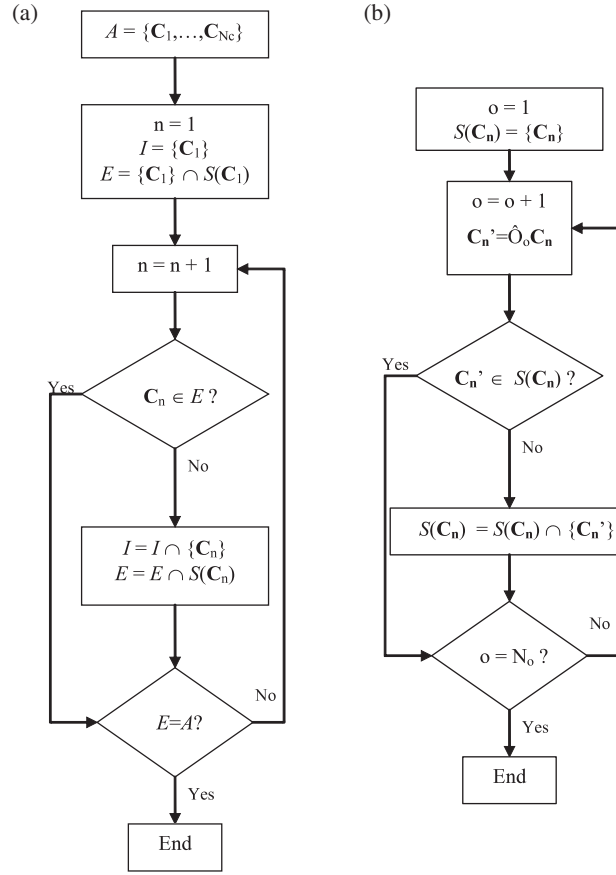 (a)
A = {C₁,…,C_Nc}
n = 1
I = {C₁}
E = {C₁} ∩ S(C₁)
n = n + 1
Yes
Cₙ ∈ E ?
No
I = I ∩ {Cₙ}
E = E ∩ S(Cₙ)
No
E=A?
Yes
End
(b)
o = 1
S(Cₙ) = {Cₙ}
o = o + 1
Cₙ'=ÔₒCₙ
Yes
Cₙ' ∈ S(Cₙ) ?
No
S(Cₙ) = S(Cₙ) ∩ {Cₙ'}
No
o = Nₒ ?
Yes
End